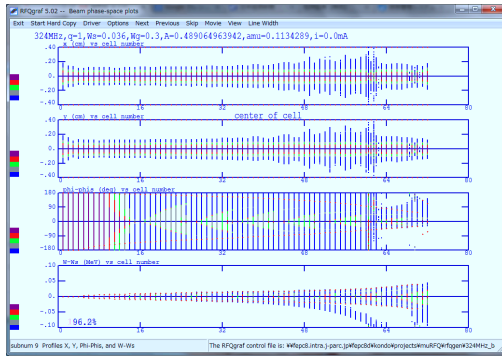 RFQgraf 5.02 -- Beam phase-space plots
Exit Start Hard Copy Driver Options Next Previous Skip Movie View Line Width
324MHz,q=1,Ws=0.036,Wg=0.3,A=0.489064963942,amu=0.1134289,i=0.0mA
x (cm) vs cell number
.40
.20
0
-.20
-.40
16 32 48 64 80
y (cm) vs cell number
center of cell
.40
.20
0
-.20
-.40
16 32 48 64 80
phi-phis (deg) vs cell number
180
90
0
-90
-180
16 32 48 64 80
W-Ws (MeV) vs cell number
.10
.05
0
-.05
-.10
96.2%
16 32 48 64 80
subnum 9 Profiles X, Y, Phi-Phis, and W-Ws
The RFQgraf control file is: ¥¥fepc8.intra.j-parc.jp¥fepc8d¥kondo¥projects¥muRFQ¥rfqgen¥324MHz_b